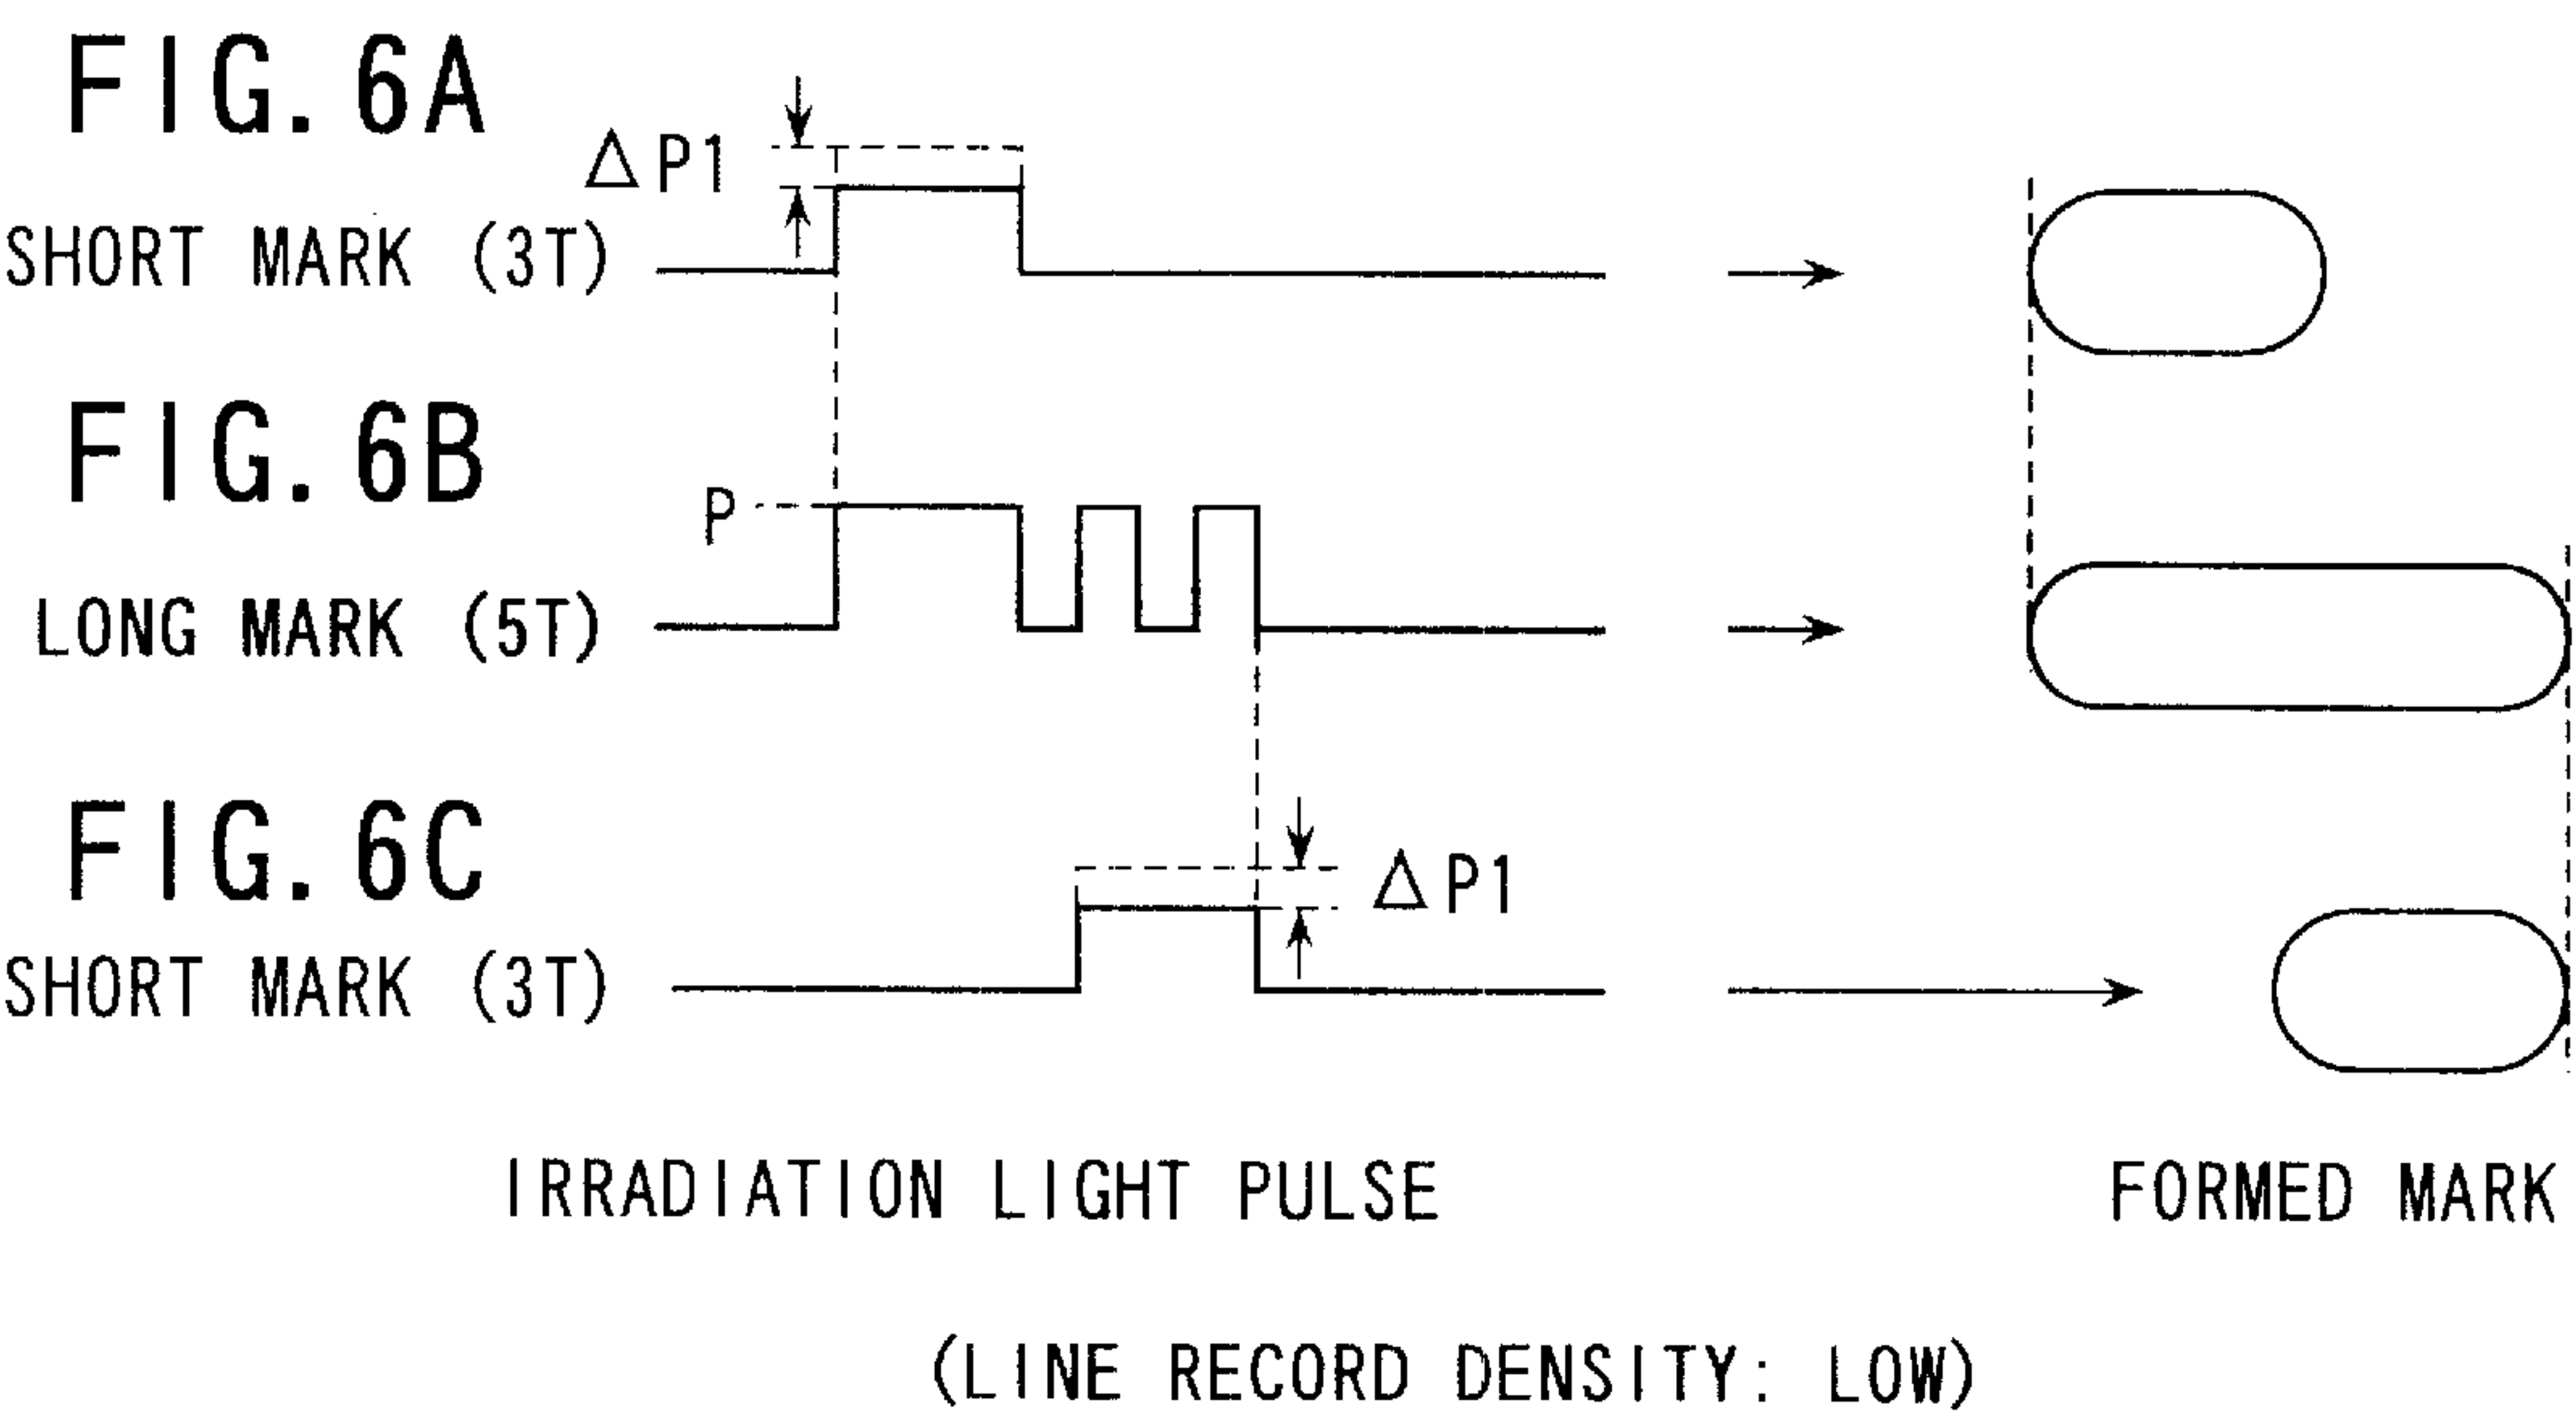 FIG. 6A
ΔP1
SHORT MARK (3T)
FIG. 6B
P
LONG MARK (5T)
FIG. 6C
ΔP1
SHORT MARK (3T)
IRRADIATION LIGHT PULSE
FORMED MARK
(LINE RECORD DENSITY: LOW)